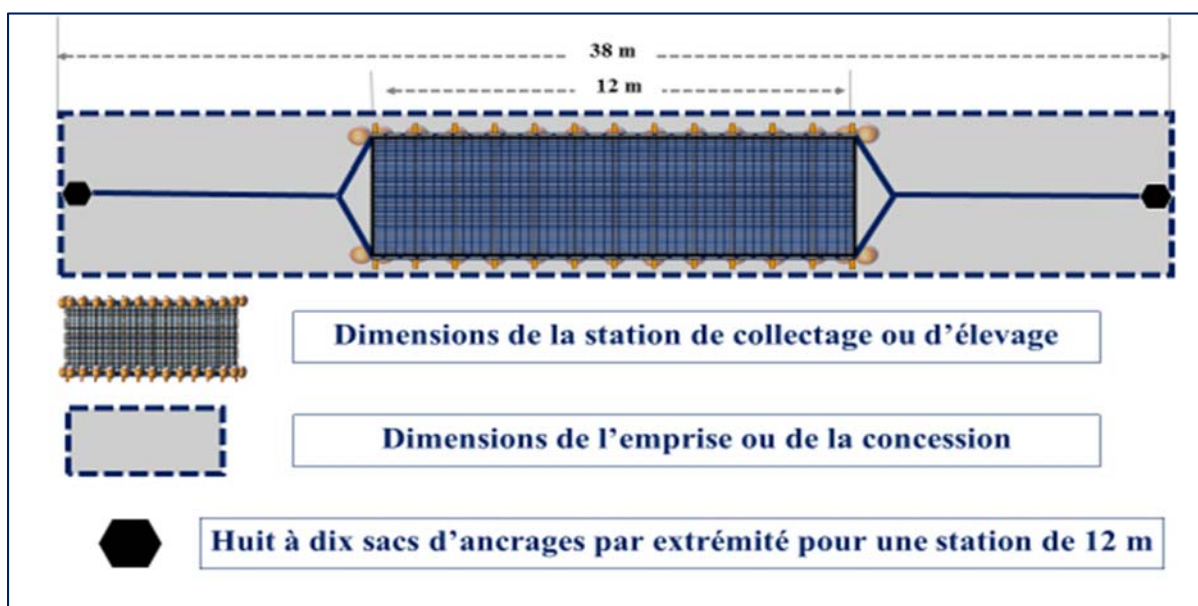 38 m
12 m
Dimensions de la station de collectage ou d’élevage
Dimensions de l’emprise ou de la concession
Huit à dix sacs d’ancrages par extrémité pour une station de 12 m